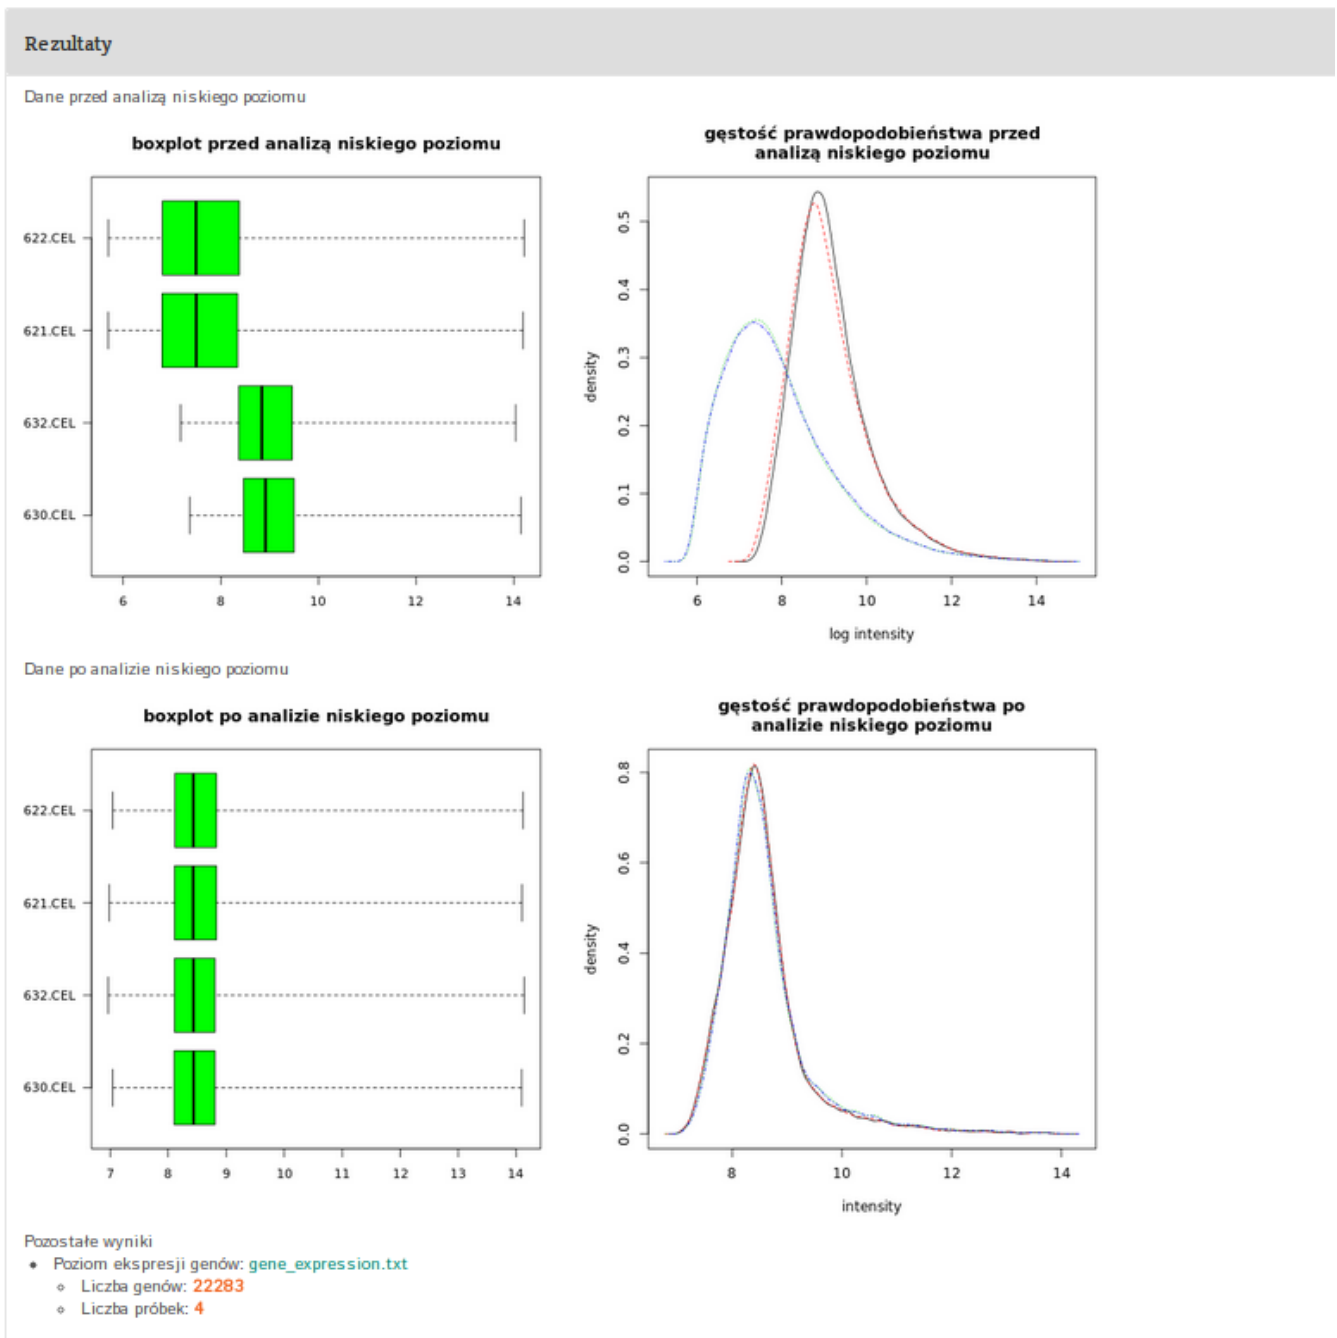 Rezultaty
Dane przed analizą niskiego poziomu
boxplot przed analizą niskiego poziomu
622.CEL
621.CEL
632.CEL
630.CEL
6 8 10 12 14
gęstość prawdopodobieństwa przed
analizą niskiego poziomu
density
0.5
0.4
0.3
0.2
0.1
0.0
6 8 10 12 14
log intensity
Dane po analizie niskiego poziomu
boxplot po analizie niskiego poziomu
622.CEL
621.CEL
632.CEL
630.CEL
7 8 9 10 11 12 13 14
gęstość prawdopodobieństwa po
analizie niskiego poziomu
density
0.8
0.6
0.4
0.2
0.0
8 10 12 14
intensity
Pozostałe wyniki
Poziom ekspresji genów: gene_expression.txt
Liczba genów: 22283
Liczba próbek: 4